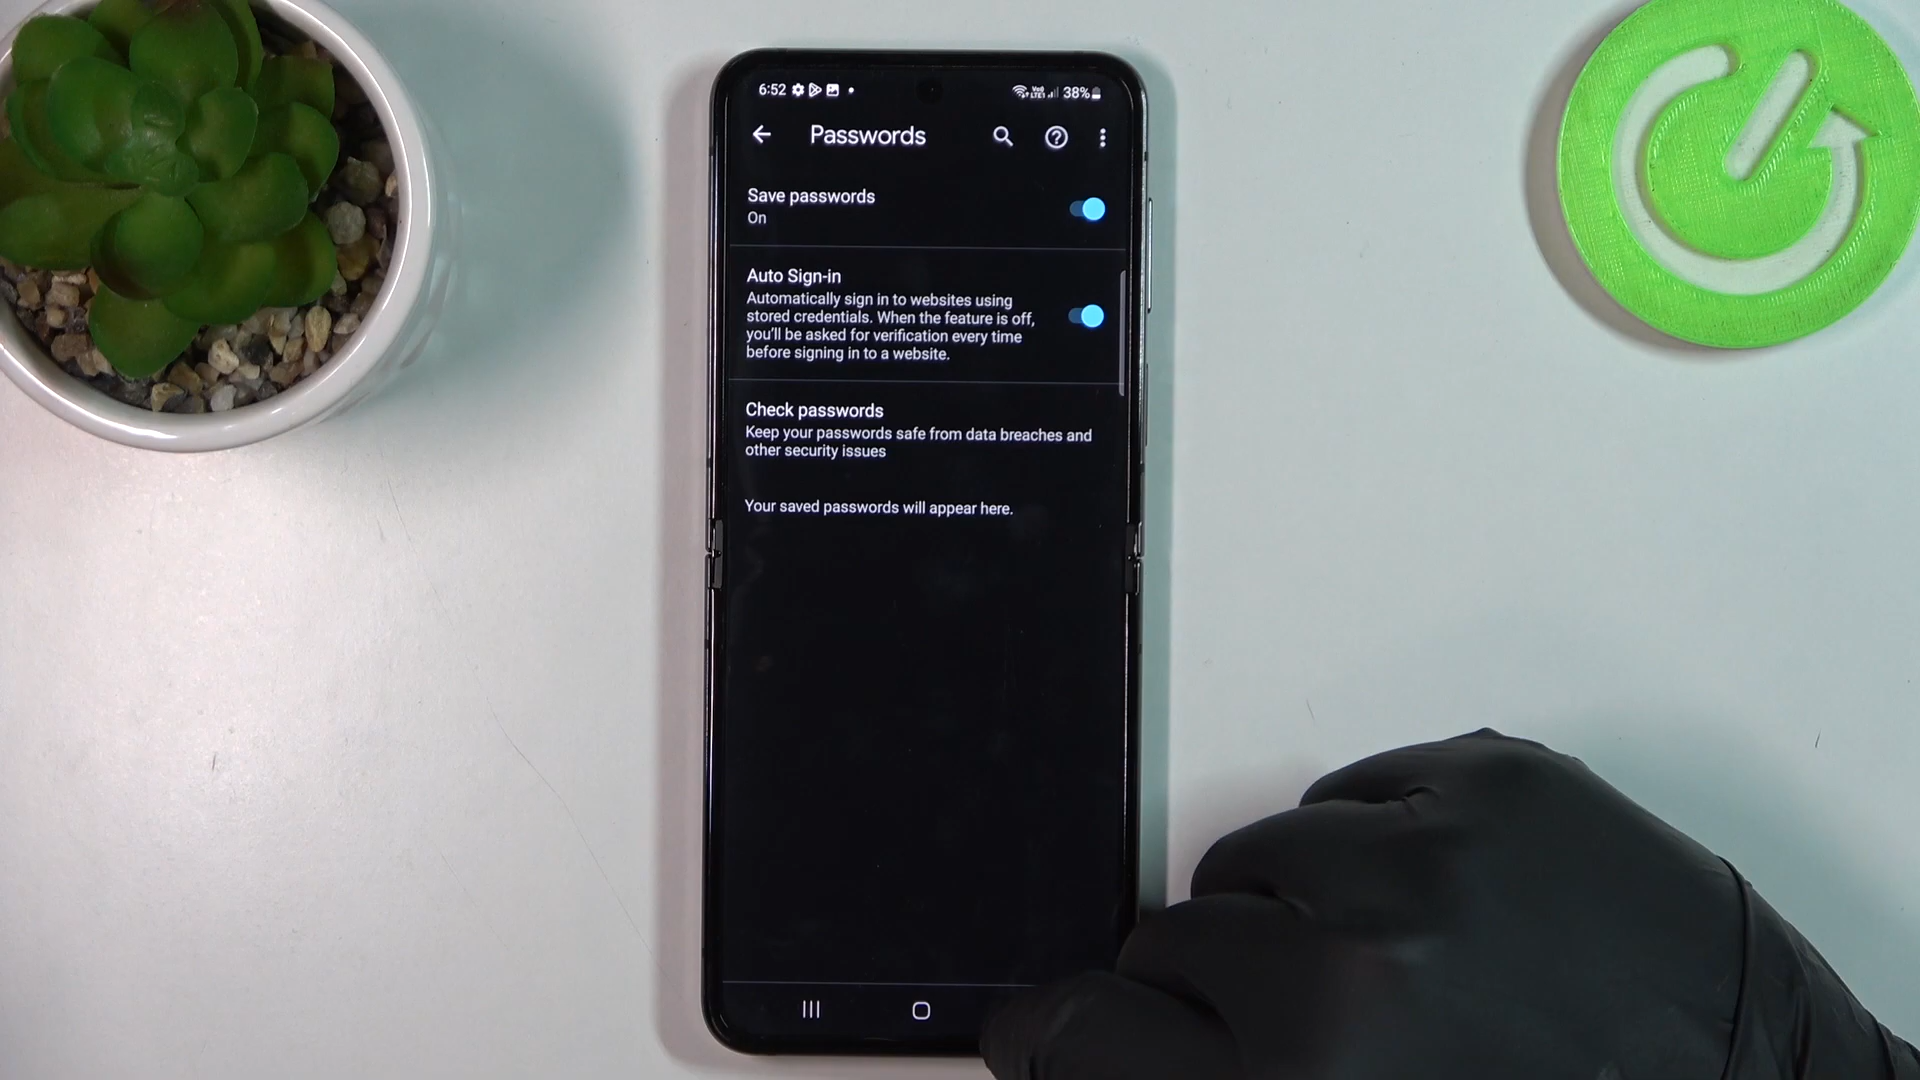 6:52
38%
Passwords
Save passwords
On
Auto Sign-in
Automatically sign in to websites using
stored credentials. When the feature is off,
you'll be asked for verification every time
before signing in to a website.
Check passwords
Keep your passwords safe from data breaches and
other security issues
Your saved passwords will appear here.